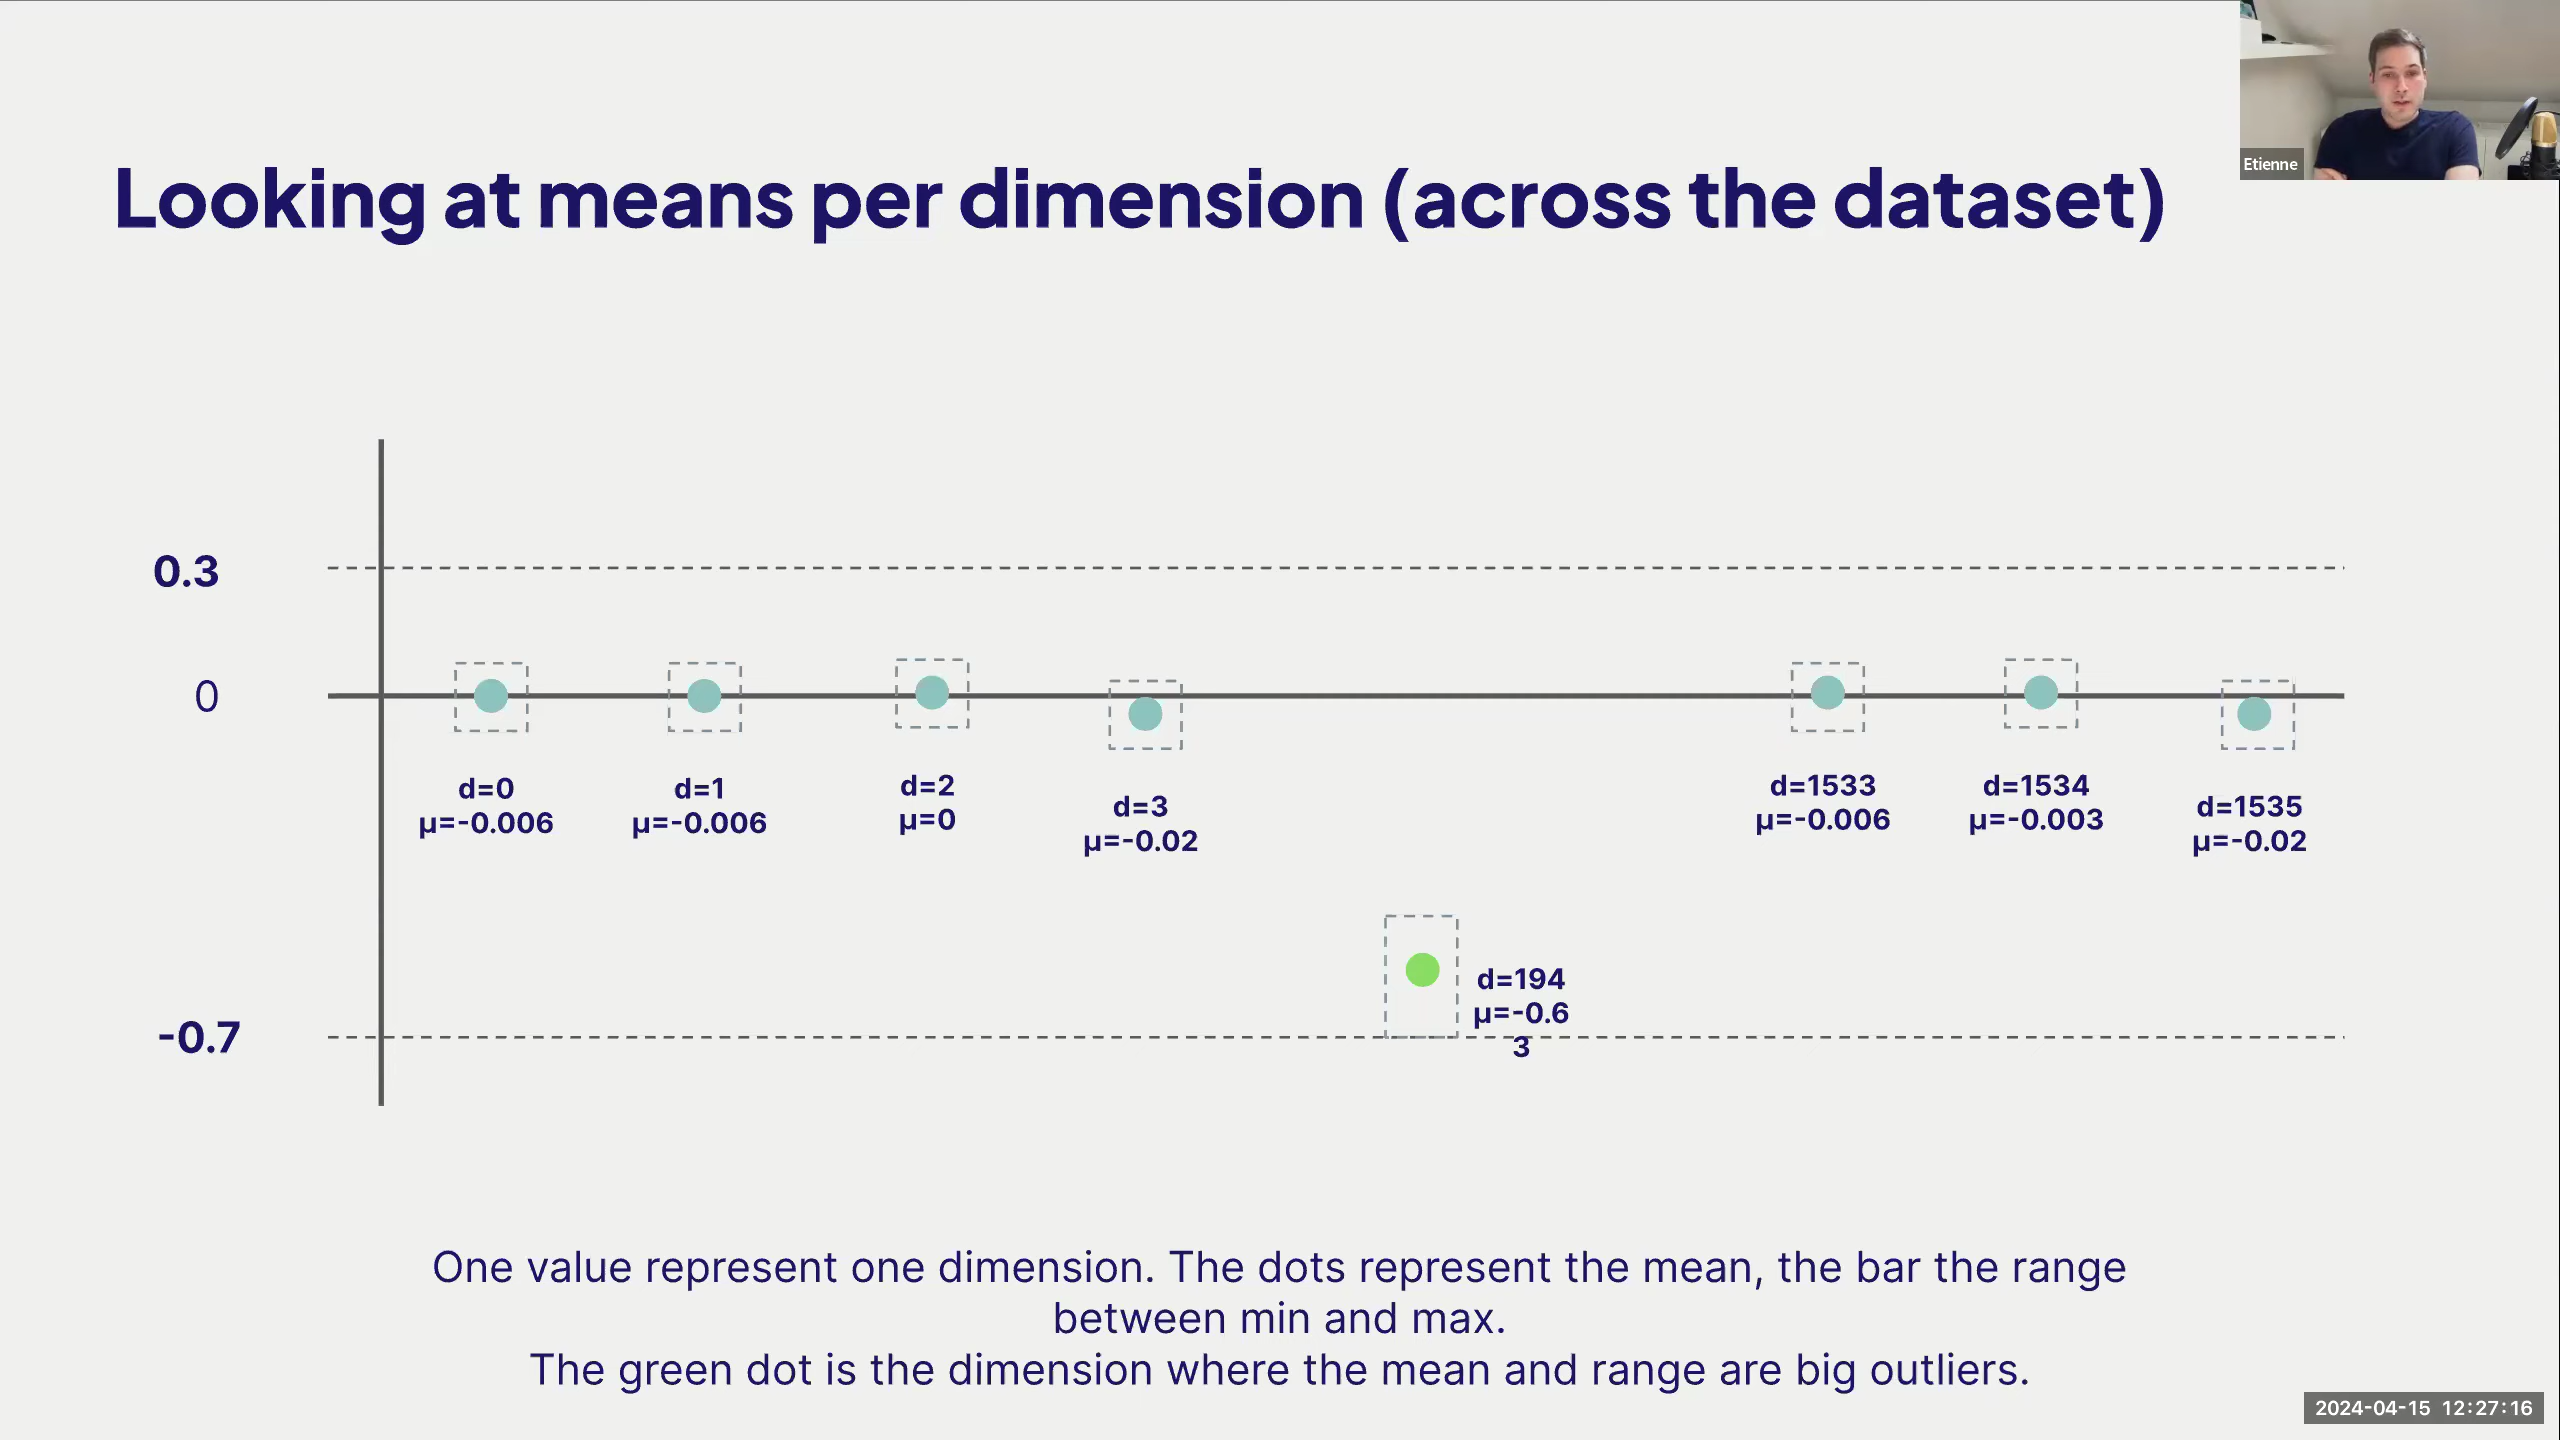 Etienne
Looking at means per dimension (across the dataset)
0.3
0
d=0
μ=-0.006
d=1
μ=-0.006
d=2
μ=0
d=3
μ=-0.02
d=1533
μ=-0.006
d=1534
μ=-0.003
d=1535
μ=-0.02
d=194
μ=-0.6
3
-0.7
One value represent one dimension. The dots represent the mean, the bar the range
between min and max.
The green dot is the dimension where the mean and range are big outliers.
2024-04-15 12:27:16